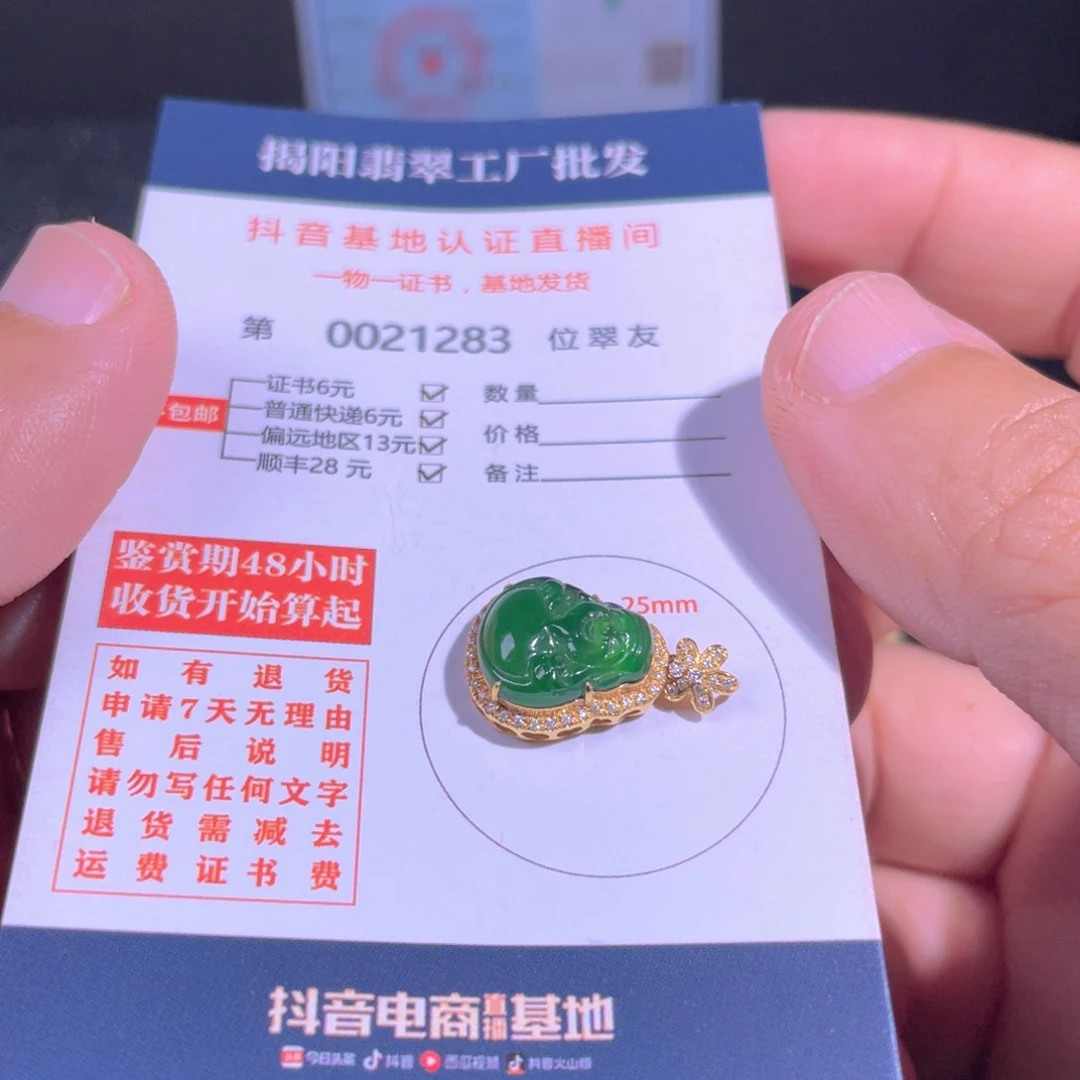 揭阳翡翠工厂批发
抖音基地认证直播间
一物一证书，基地发货
第 0021283 位翠友
包邮
证书6元
普通快递6元
偏远地区13元
顺丰28 元
数量
价格
备注
鉴赏期48小时
收货开始算起
25mm
如有退货
申请7天无理由
售后说明
请勿写任何文字
退货需减去
运费证书费
抖音电商直播基地
今日头条 抖音 西瓜视频 抖音火山版